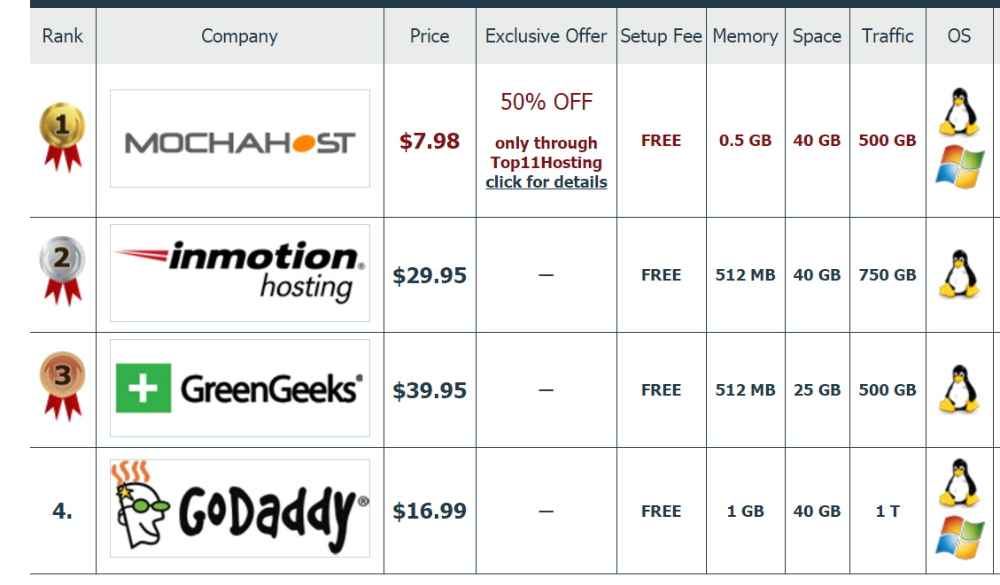 Rank Company Price Exclusive Offer Setup Fee Memory Space Traffic OS
1 MOCHAHOST $7.98 50% OFF FREE 0.5 GB 40 GB 500 GB
only through
Top11Hosting
click for details
2 inmotion® $29.95 — FREE 512 MB 40 GB 750 GB
hosting
3 GreenGeeks® $39.95 — FREE 512 MB 25 GB 500 GB
4. GoDaddy® $16.99 — FREE 1 GB 40 GB 1 T